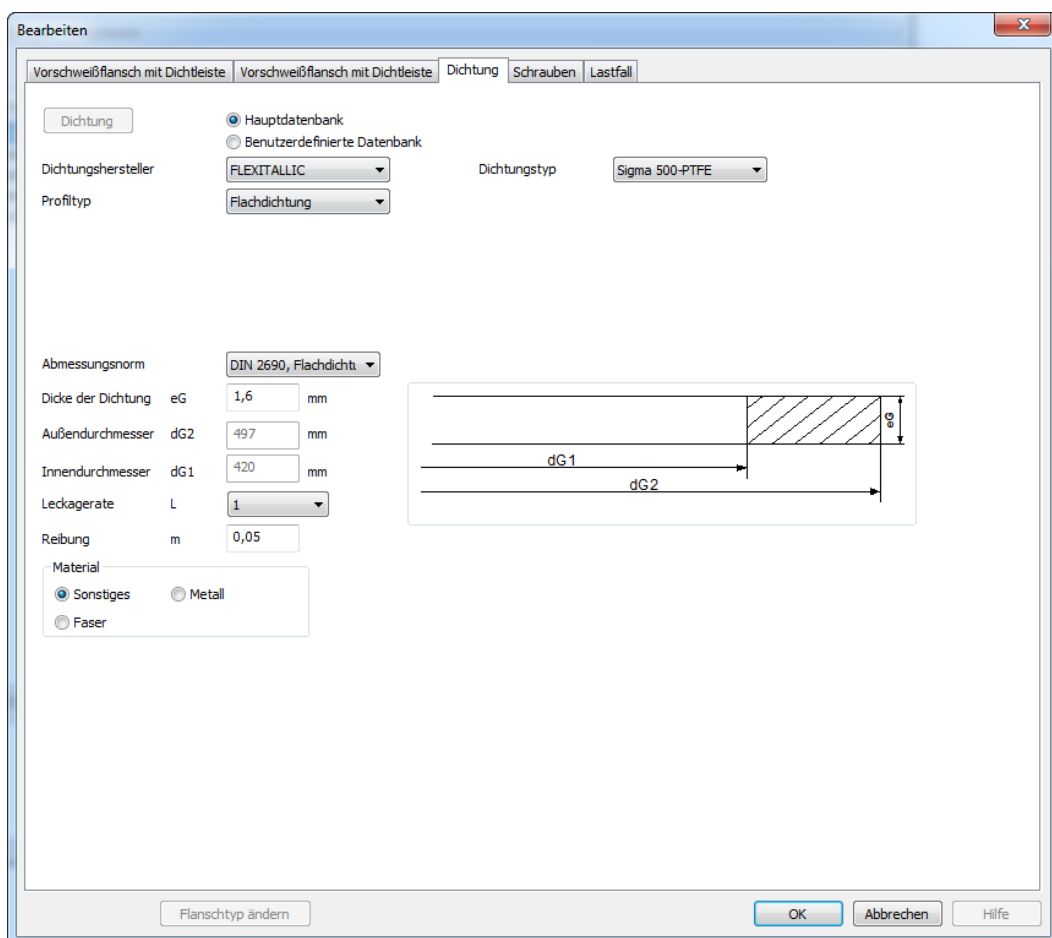 Bearbeiten
Vorschweißflansch mit Dichtleiste Vorschweißflansch mit Dichtleiste Dichtung Schrauben Lastfall
Dichtung Hauptdatenbank
Benutzerdefinierte Datenbank
Dichtungshersteller FLEXITALLIC Dichtungstyp Sigma 500-PTFE
Profiltyp Flachdichtung
Abmessungsnorm DIN 2690, Flachdichtu
Dicke der Dichtung eG 1,6 mm
Außendurchmesser dG2 497 mm
Innendurchmesser dG1 420 mm
Leckagerate L 1
Reibung m 0,05
eG
dG1
dG2
Material
Sonstiges Metall
Faser
Flanschtyp ändern OK Abbrechen Hilfe